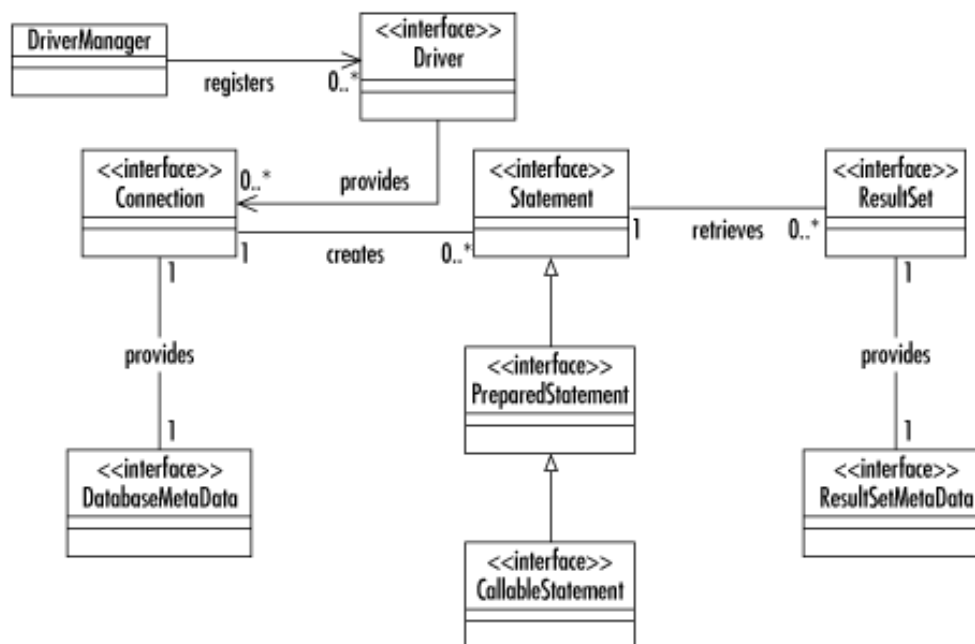 DriverManager
<<interface>>
Driver
registers
0..*
<<interface>>
Connection
0..*
provides
<<interface>>
Statement
<<interface>>
ResultSet
1
creates
0..*
1
retrieves
0..*
1
provides
1
<<interface>>
PreparedStatement
1
provides
1
<<interface>>
DatabaseMetaData
<<interface>>
ResultSetMetaData
<<interface>>
CallableStatement